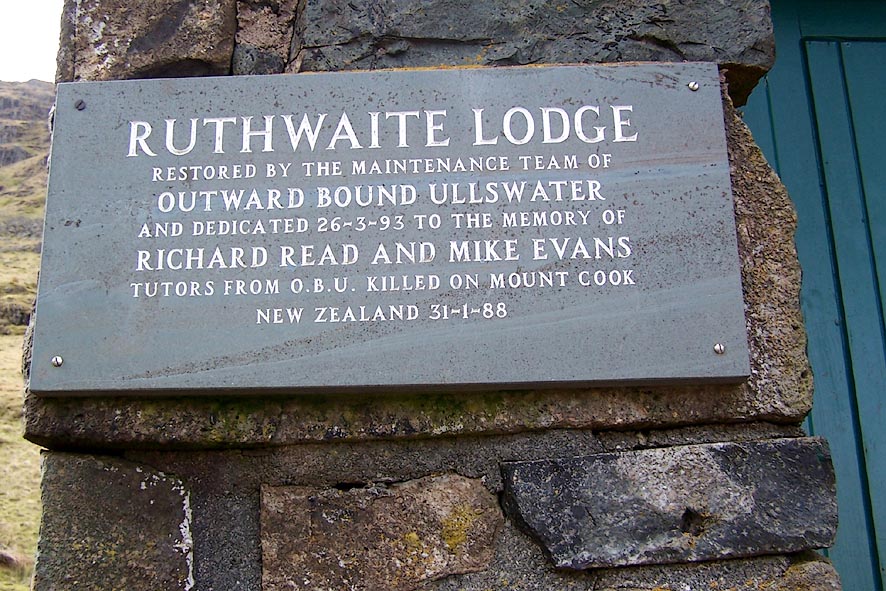 RUTHWAITE LODGE
RESTORED BY THE MAINTENANCE TEAM OF
OUTWARD BOUND ULLSWATER
AND DEDICATED 26-3-93 TO THE MEMORY OF
RICHARD READ AND MIKE EVANS
TUTORS FROM O.B.U. KILLED ON MOUNT COOK
NEW ZEALAND 31-1-88